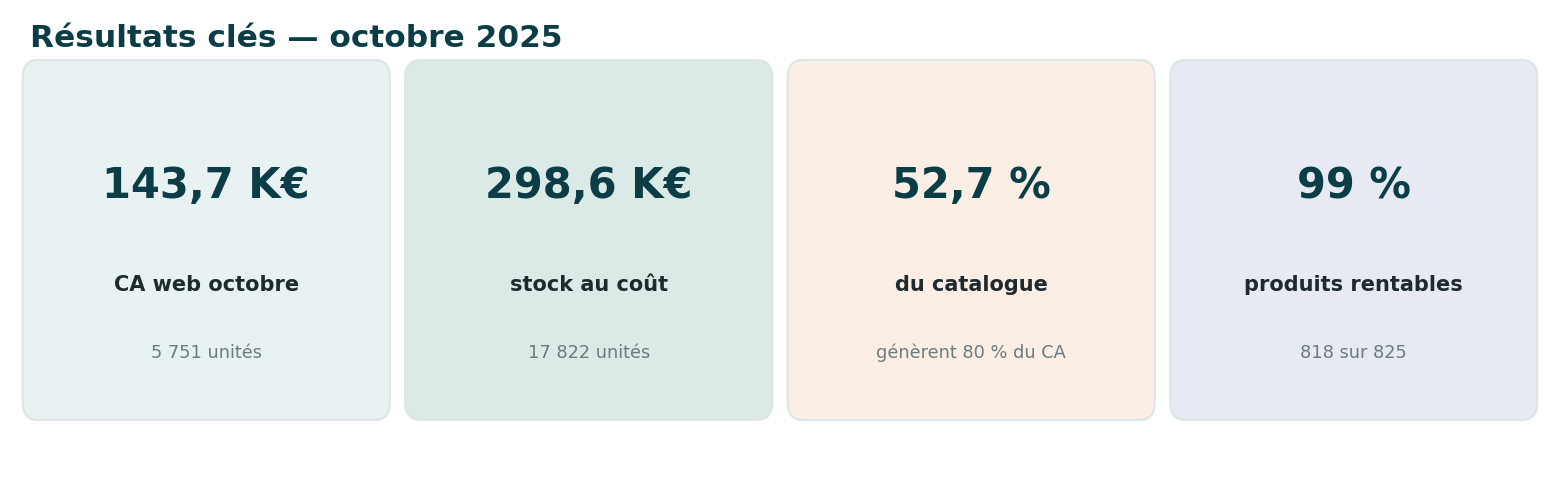 Résultats clés — octobre 2025
143,7 K€
CA web octobre
5 751 unités
298,6 K€
stock au coût
17 822 unités
52,7 %
du catalogue
génèrent 80 % du CA
99 %
produits rentables
818 sur 825